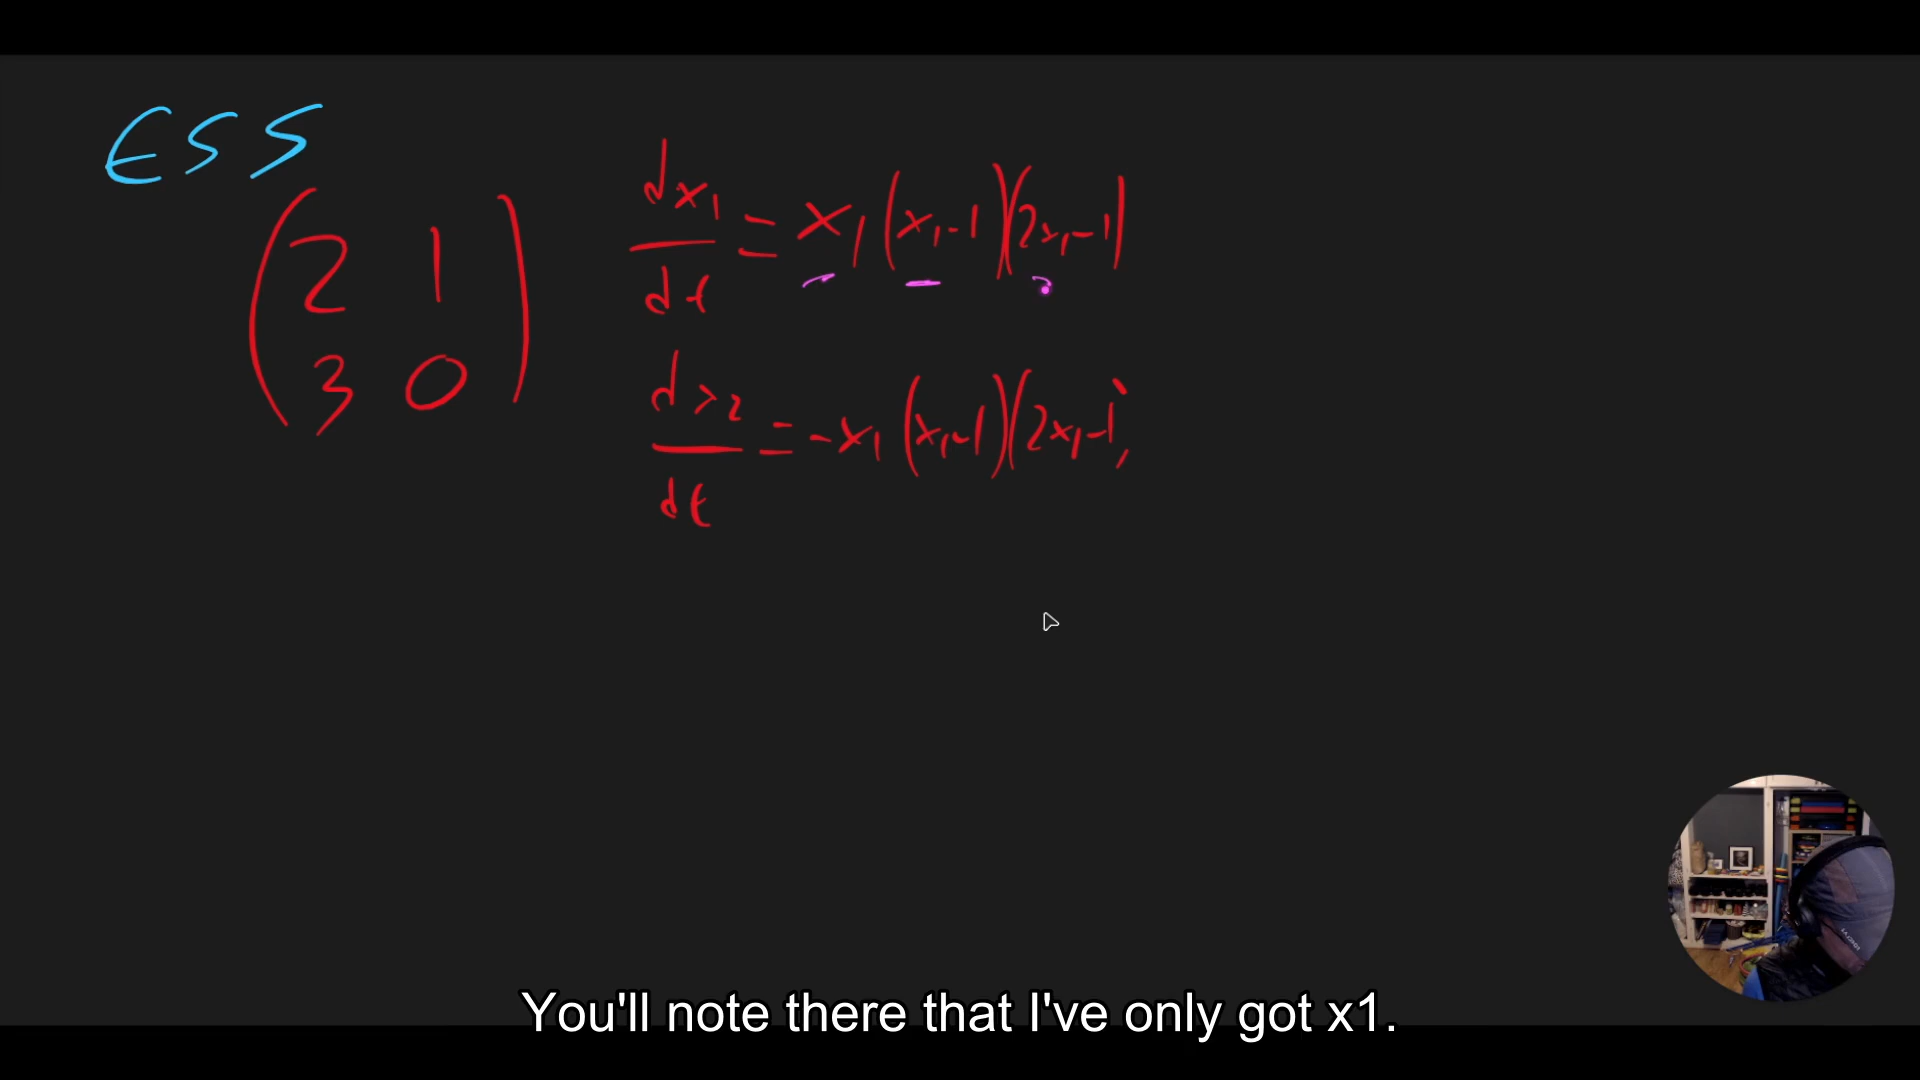 ESS
(2 1
3 0)
dx₁/dt = x₁(x₁-1)(2x₁-1)
dx₂/dt = -x₁(x₁-1)(2x₁-1)
You'll note there that I've only got x1.